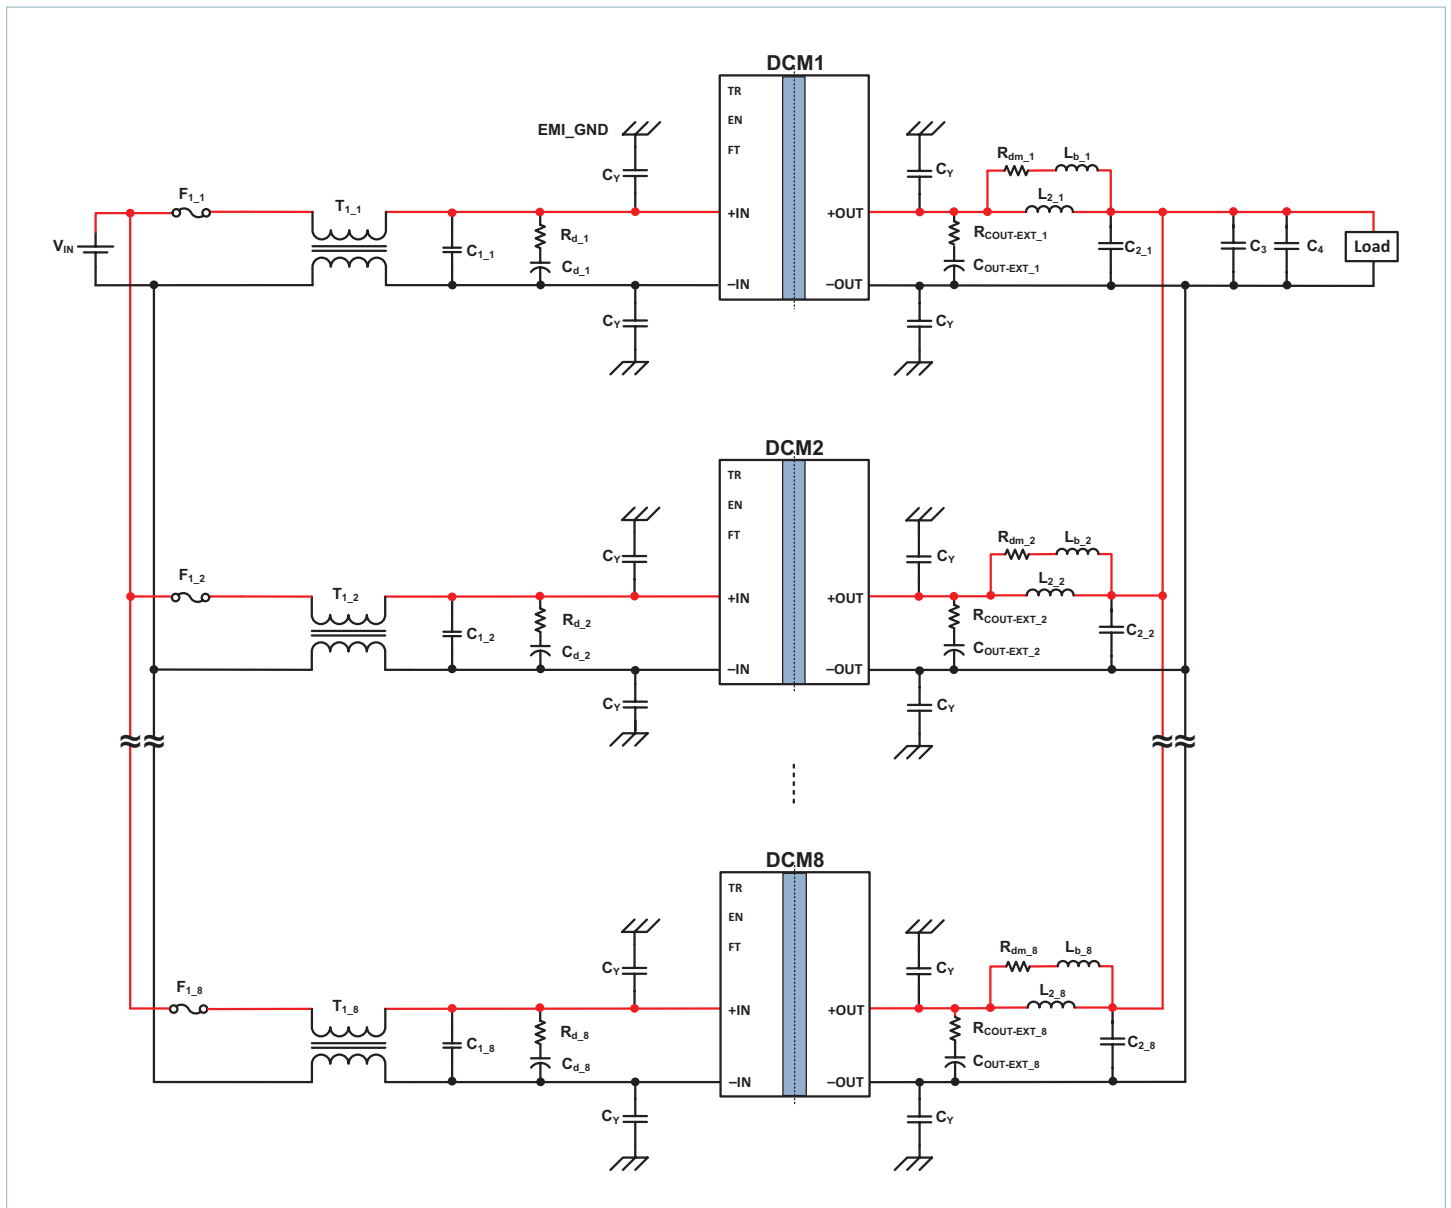 DCM1
TR
EN
FT
+IN
–IN
+OUT
–OUT
EMI_GND
CY
CY
CY
CY
VIN
F1_1
T1_1
C1_1
Rd_1
Cd_1
Rdm_1
Lb_1
L2_1
RCOUT-EXT_1
COUT-EXT_1
C2_1
C3
C4
Load
DCM2
TR
EN
FT
+IN
–IN
+OUT
–OUT
CY
CY
CY
CY
F1_2
T1_2
C1_2
Rd_2
Cd_2
Rdm_2
Lb_2
L2_2
RCOUT-EXT_2
COUT-EXT_2
C2_2
DCM8
TR
EN
FT
+IN
–IN
+OUT
–OUT
CY
CY
CY
CY
F1_8
T1_8
C1_8
Rd_8
Cd_8
Rdm_8
Lb_8
L2_8
RCOUT-EXT_8
COUT-EXT_8
C2_8